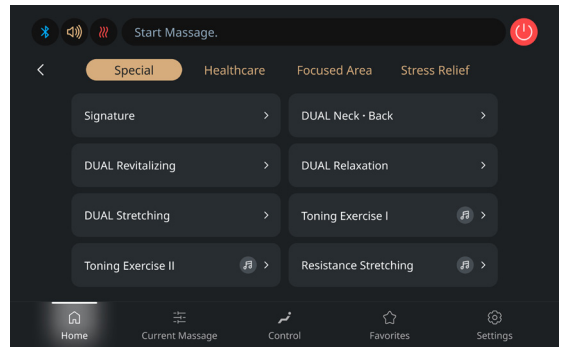 Start Massage.
Special Healthcare Focused Area Stress Relief
Signature DUAL Neck · Back
DUAL Revitalizing DUAL Relaxation
DUAL Stretching Toning Exercise I
Toning Exercise II Resistance Stretching
Home Current Massage Control Favorites Settings